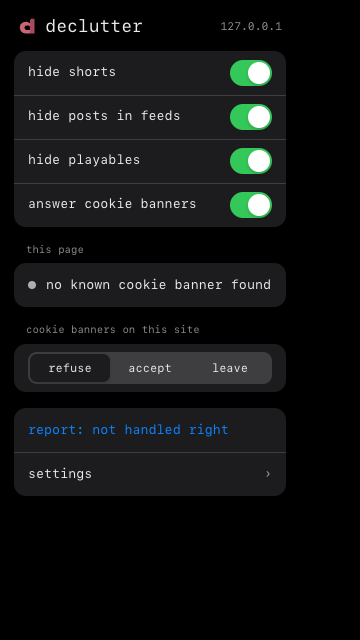 d declutter
127.0.0.1
hide shorts
hide posts in feeds
hide playables
answer cookie banners
this page
no known cookie banner found
cookie banners on this site
refuse accept leave
report: not handled right
settings ›